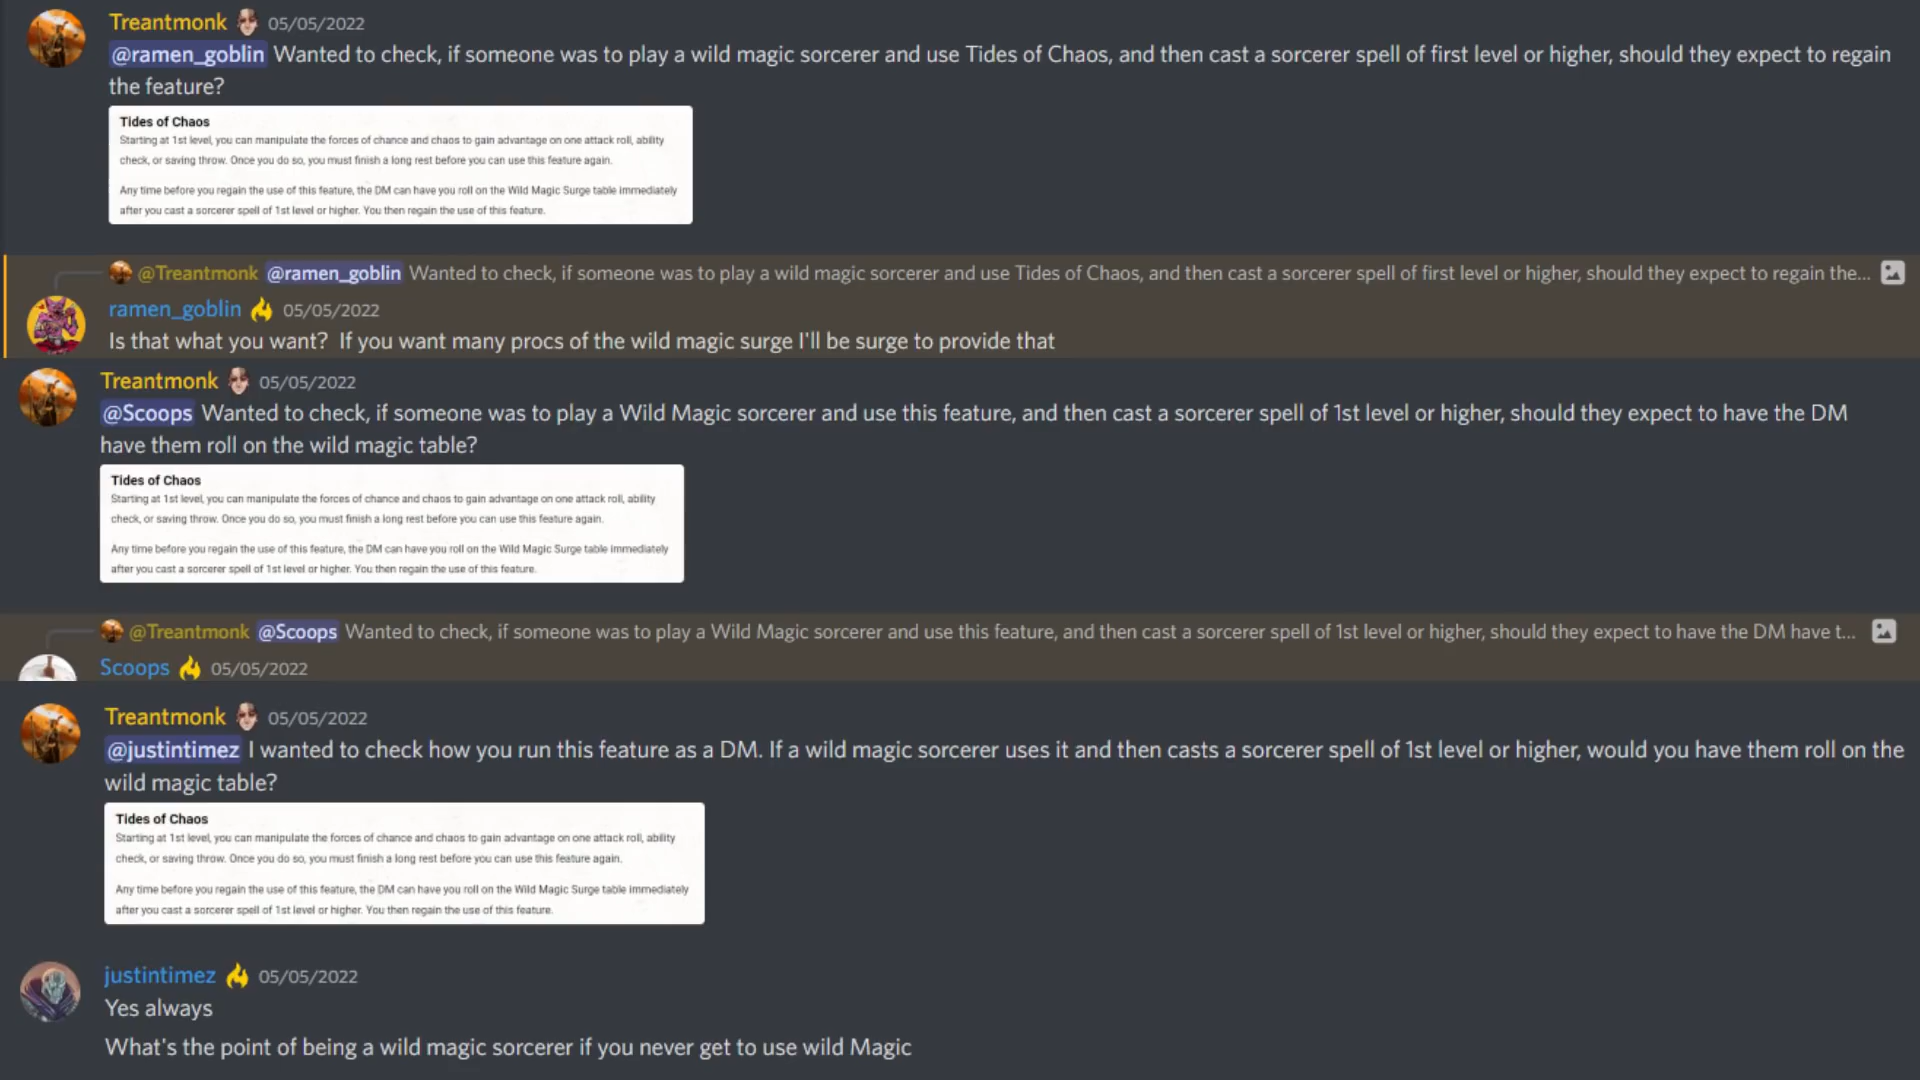 Treantmonk 05/05/2022
@ramen_goblin Wanted to check, if someone was to play a wild magic sorcerer and use Tides of Chaos, and then cast a sorcerer spell of first level or higher, should they expect to regain
the feature?
Tides of Chaos
Starting at 1st level, you can manipulate the forces of chance and chaos to gain advantage on one attack roll, ability
check, or saving throw. Once you do so, you must finish a long rest before you can use this feature again.
Any time before you regain the use of this feature, the DM can have you roll on the Wild Magic Surge table immediately
after you cast a sorcerer spell of 1st level or higher. You then regain the use of this feature.
@Treantmonk @ramen_goblin Wanted to check, if someone was to play a wild magic sorcerer and use Tides of Chaos, and then cast a sorcerer spell of first level or higher, should they expect to regain the...
ramen_goblin 05/05/2022
Is that what you want? If you want many procs of the wild magic surge I'll be surge to provide that
Treantmonk 05/05/2022
@Scoops Wanted to check, if someone was to play a Wild Magic sorcerer and use this feature, and then cast a sorcerer spell of 1st level or higher, should they expect to have the DM
have them roll on the wild magic table?
Tides of Chaos
Starting at 1st level, you can manipulate the forces of chance and chaos to gain advantage on one attack roll, ability
check, or saving throw. Once you do so, you must finish a long rest before you can use this feature again.
Any time before you regain the use of this feature, the DM can have you roll on the Wild Magic Surge table immediately
after you cast a sorcerer spell of 1st level or higher. You then regain the use of this feature.
@Treantmonk @Scoops Wanted to check, if someone was to play a Wild Magic sorcerer and use this feature, and then cast a sorcerer spell of 1st level or higher, should they expect to have the DM have t...
Scoops 05/05/2022
Treantmonk 05/05/2022
@justintimez I wanted to check how you run this feature as a DM. If a wild magic sorcerer uses it and then casts a sorcerer spell of 1st level or higher, would you have them roll on the
wild magic table?
Tides of Chaos
Starting at 1st level, you can manipulate the forces of chance and chaos to gain advantage on one attack roll, ability
check, or saving throw. Once you do so, you must finish a long rest before you can use this feature again.
Any time before you regain the use of this feature, the DM can have you roll on the Wild Magic Surge table immediately
after you cast a sorcerer spell of 1st level or higher. You then regain the use of this feature.
justintimez 05/05/2022
Yes always
What's the point of being a wild magic sorcerer if you never get to use wild Magic